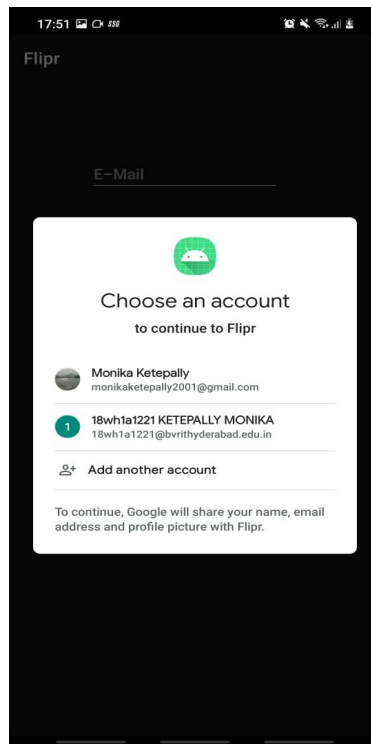 17:51
Flipr
E-Mail
Choose an account
to continue to Flipr
Monika Ketepally
monikaketepally2001@gmail.com
1
18wh1a1221 KETEPALLY MONIKA
18wh1a1221@bvrithyderabad.edu.in
Add another account
To continue, Google will share your name, email
address and profile picture with Flipr.